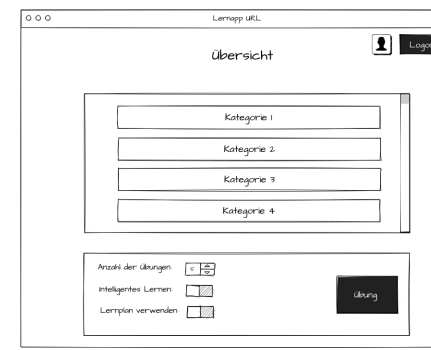 Lernapp URL
Übersicht
Kategorie 1
Kategorie 2
Kategorie 3
Kategorie 4
Anzahl der Übungen: 5
Intelligentes Lernen
Lernplan verwenden
Übung